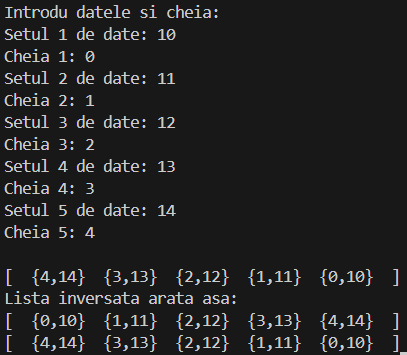 Introdu datele si cheia:
Setul 1 de date: 10
Cheia 1: 0
Setul 2 de date: 11
Cheia 2: 1
Setul 3 de date: 12
Cheia 3: 2
Setul 4 de date: 13
Cheia 4: 3
Setul 5 de date: 14
Cheia 5: 4

[  {4,14}  {3,13}  {2,12}  {1,11}  {0,10}  ]
Lista inversata arata asa:
[  {0,10}  {1,11}  {2,12}  {3,13}  {4,14}  ]
[  {4,14}  {3,13}  {2,12}  {1,11}  {0,10}  ]